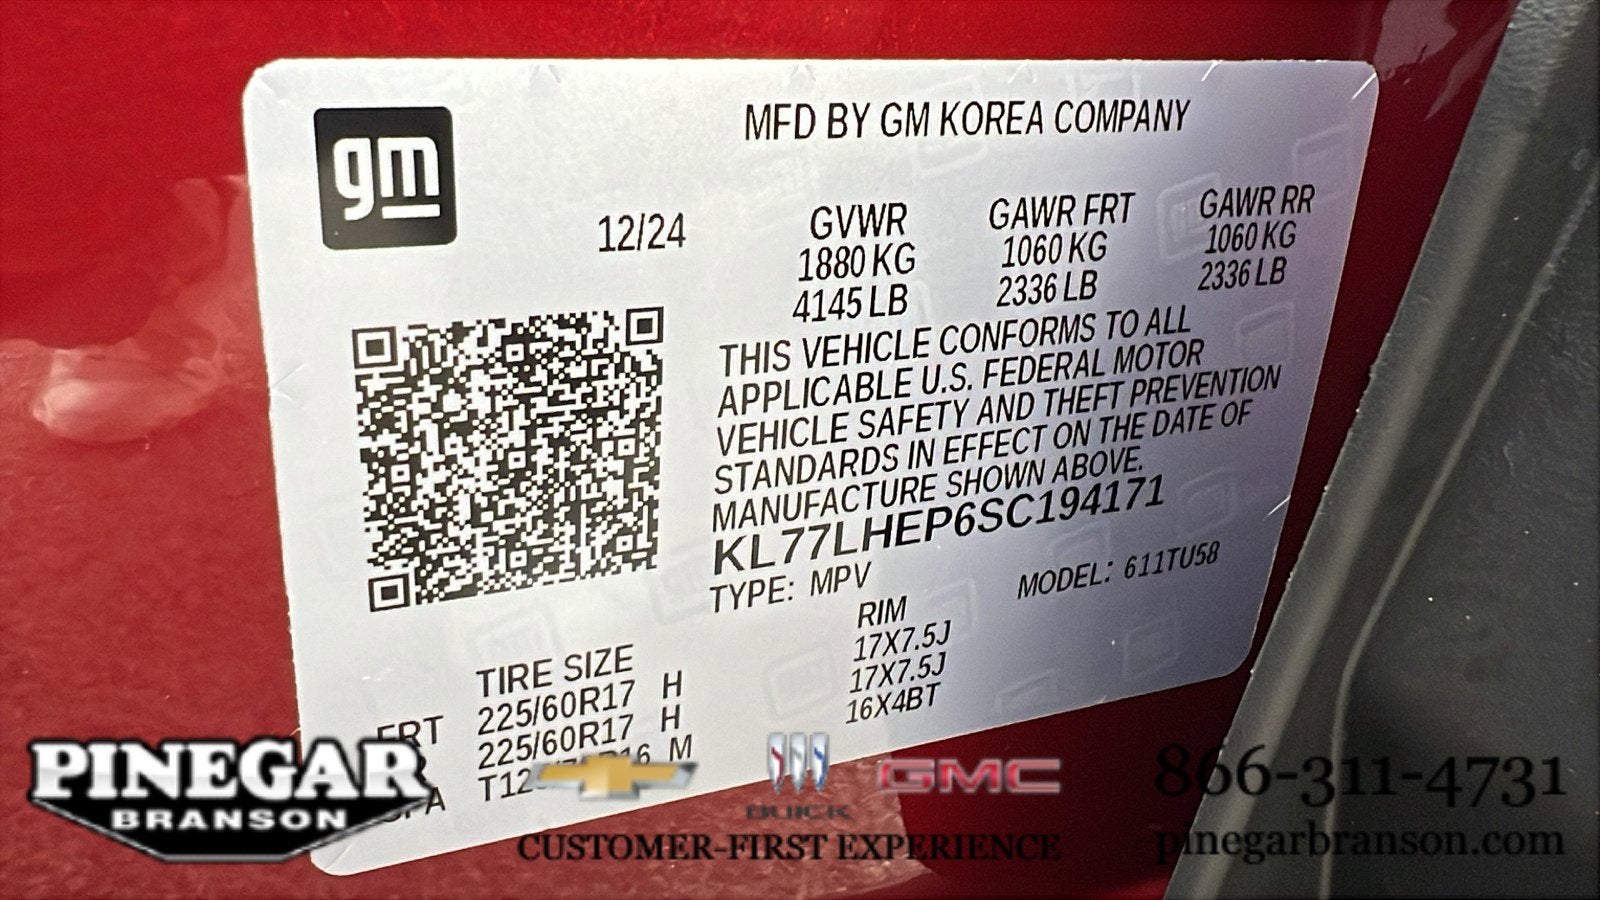 gm
MFD BY GM KOREA COMPANY
12/24
GVWR
1880 KG
4145 LB
GAWR FRT
1060 KG
2336 LB
GAWR RR
1060 KG
2336 LB
THIS VEHICLE CONFORMS TO ALL
APPLICABLE U.S. FEDERAL MOTOR
VEHICLE SAFETY AND THEFT PREVENTION
STANDARDS IN EFFECT ON THE DATE OF
MANUFACTURE SHOWN ABOVE.
KL77LHEP6SC194171
TYPE: MPV
MODEL: 611TU58
TIRE SIZE
RIM
FRT 225/60R17 H 17X7.5J
225/60R17 H 17X7.5J
M 16X4BT
PINEGAR
BRANSON
BUICK
GMC
CUSTOMER-FIRST EXPERIENCE
866-311-4731
pinegarbranson.com